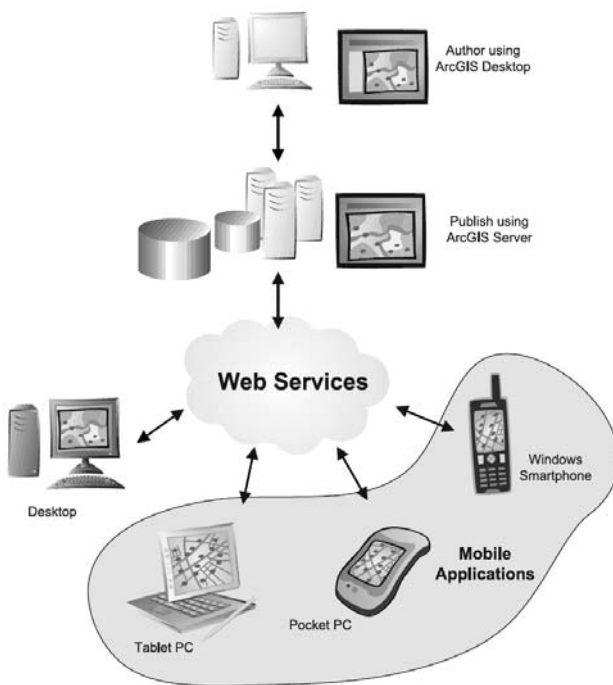 Author using
ArcGIS Desktop
Publish using
ArcGIS Server
Web Services
Windows
Smartphone
Desktop
Mobile
Applications
Pocket PC
Tablet PC